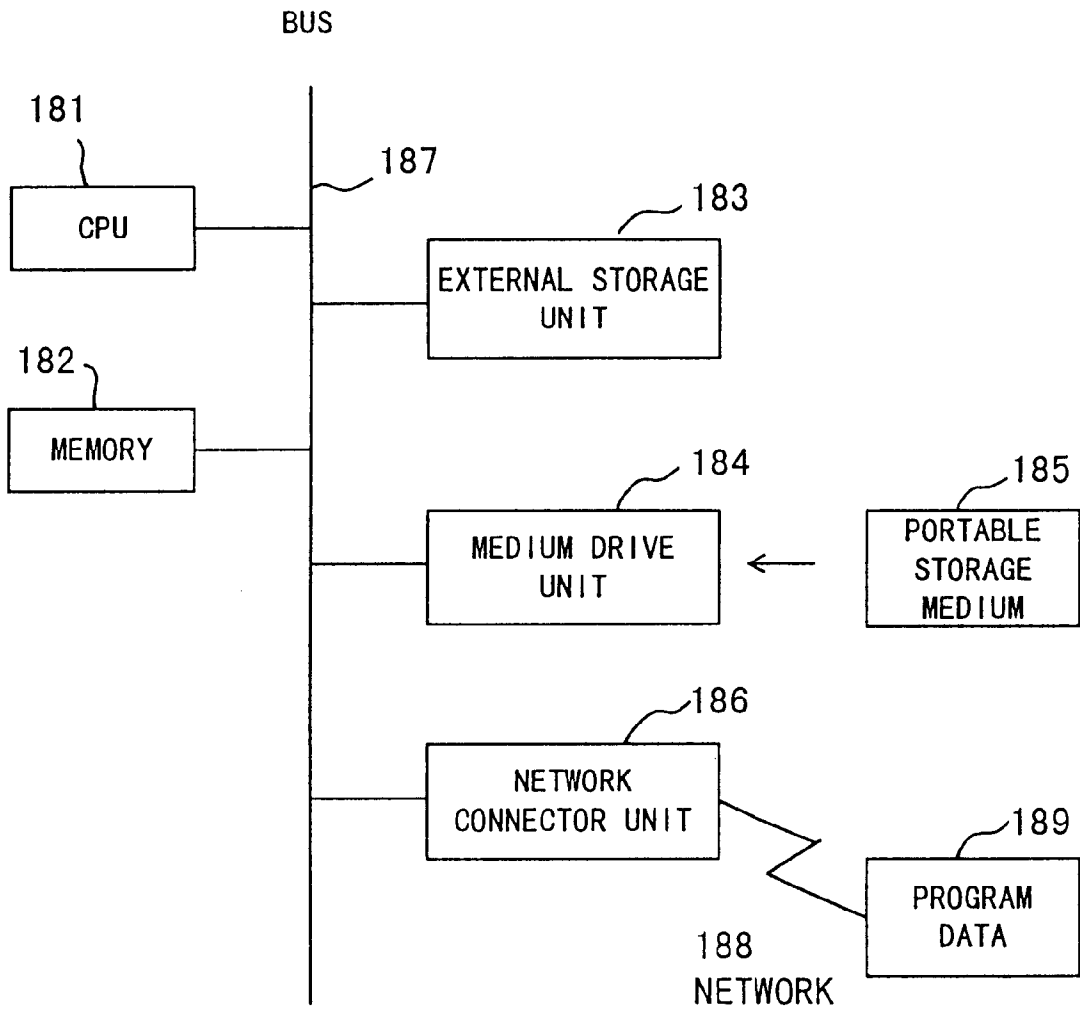 BUS
181
CPU
187
183
EXTERNAL STORAGE
UNIT
182
MEMORY
184
MEDIUM DRIVE
UNIT
185
PORTABLE
STORAGE
MEDIUM
186
NETWORK
CONNECTOR UNIT
189
PROGRAM
DATA
188
NETWORK